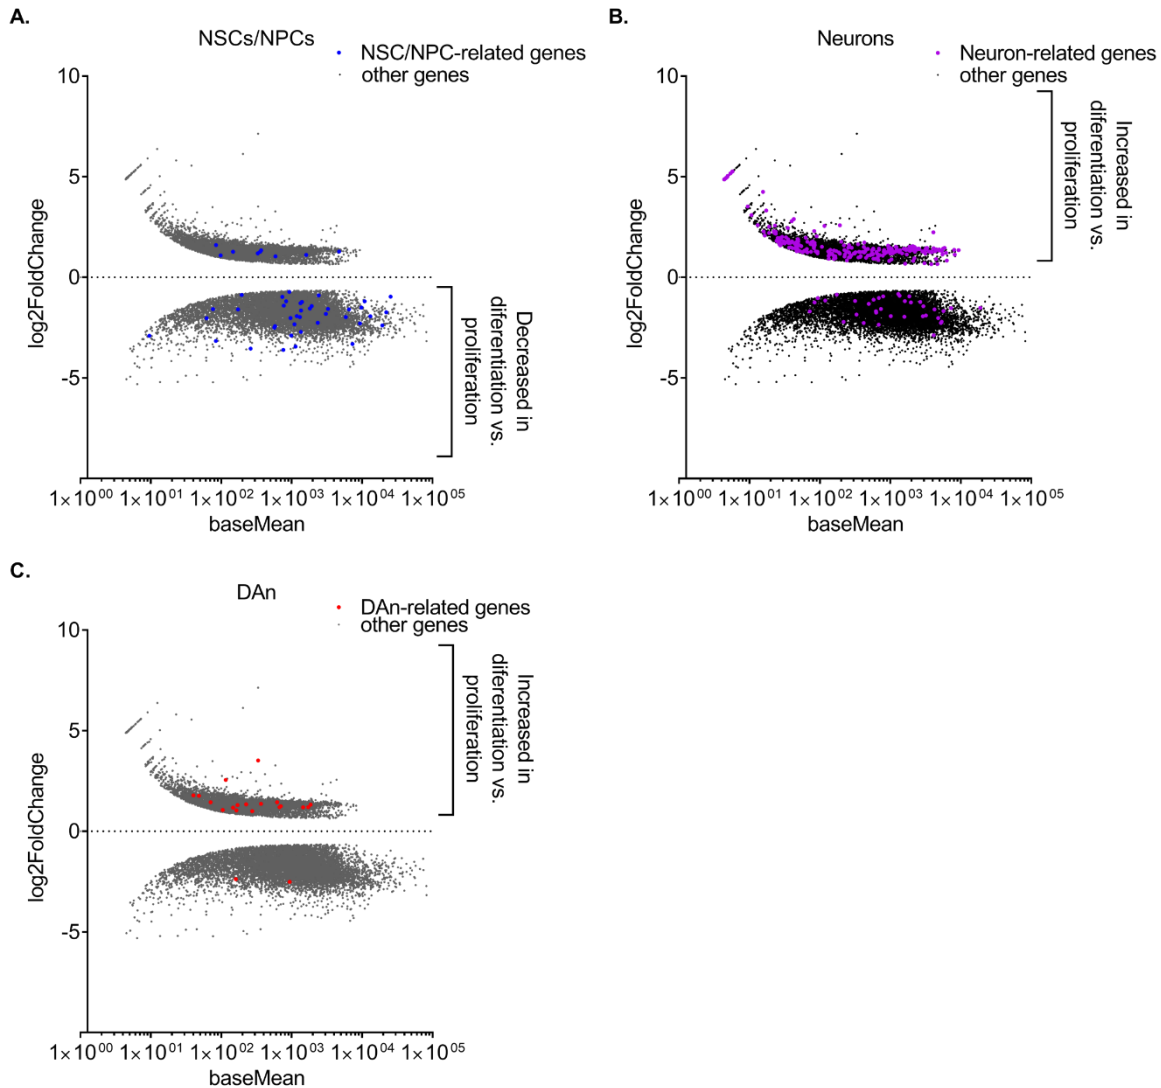 A.
NSCs/NPCs
NSC/NPC-related genes
other genes
10
5
0
-5
log2FoldChange
Decreased in
diferentiation vs.
proliferation
1×10⁰⁰ 1×10⁰¹ 1×10⁰² 1×10⁰³ 1×10⁰⁴ 1×10⁰⁵
baseMean
B.
Neurons
Neuron-related genes
other genes
10
5
0
-5
log2FoldChange
Increased in
diferentiation vs.
proliferation
1×10⁰⁰ 1×10⁰¹ 1×10⁰² 1×10⁰³ 1×10⁰⁴ 1×10⁰⁵
baseMean
C.
DAn
DAn-related genes
other genes
10
5
0
-5
log2FoldChange
Increased in
diferentiation vs.
proliferation
1×10⁰⁰ 1×10⁰¹ 1×10⁰² 1×10⁰³ 1×10⁰⁴ 1×10⁰⁵
baseMean